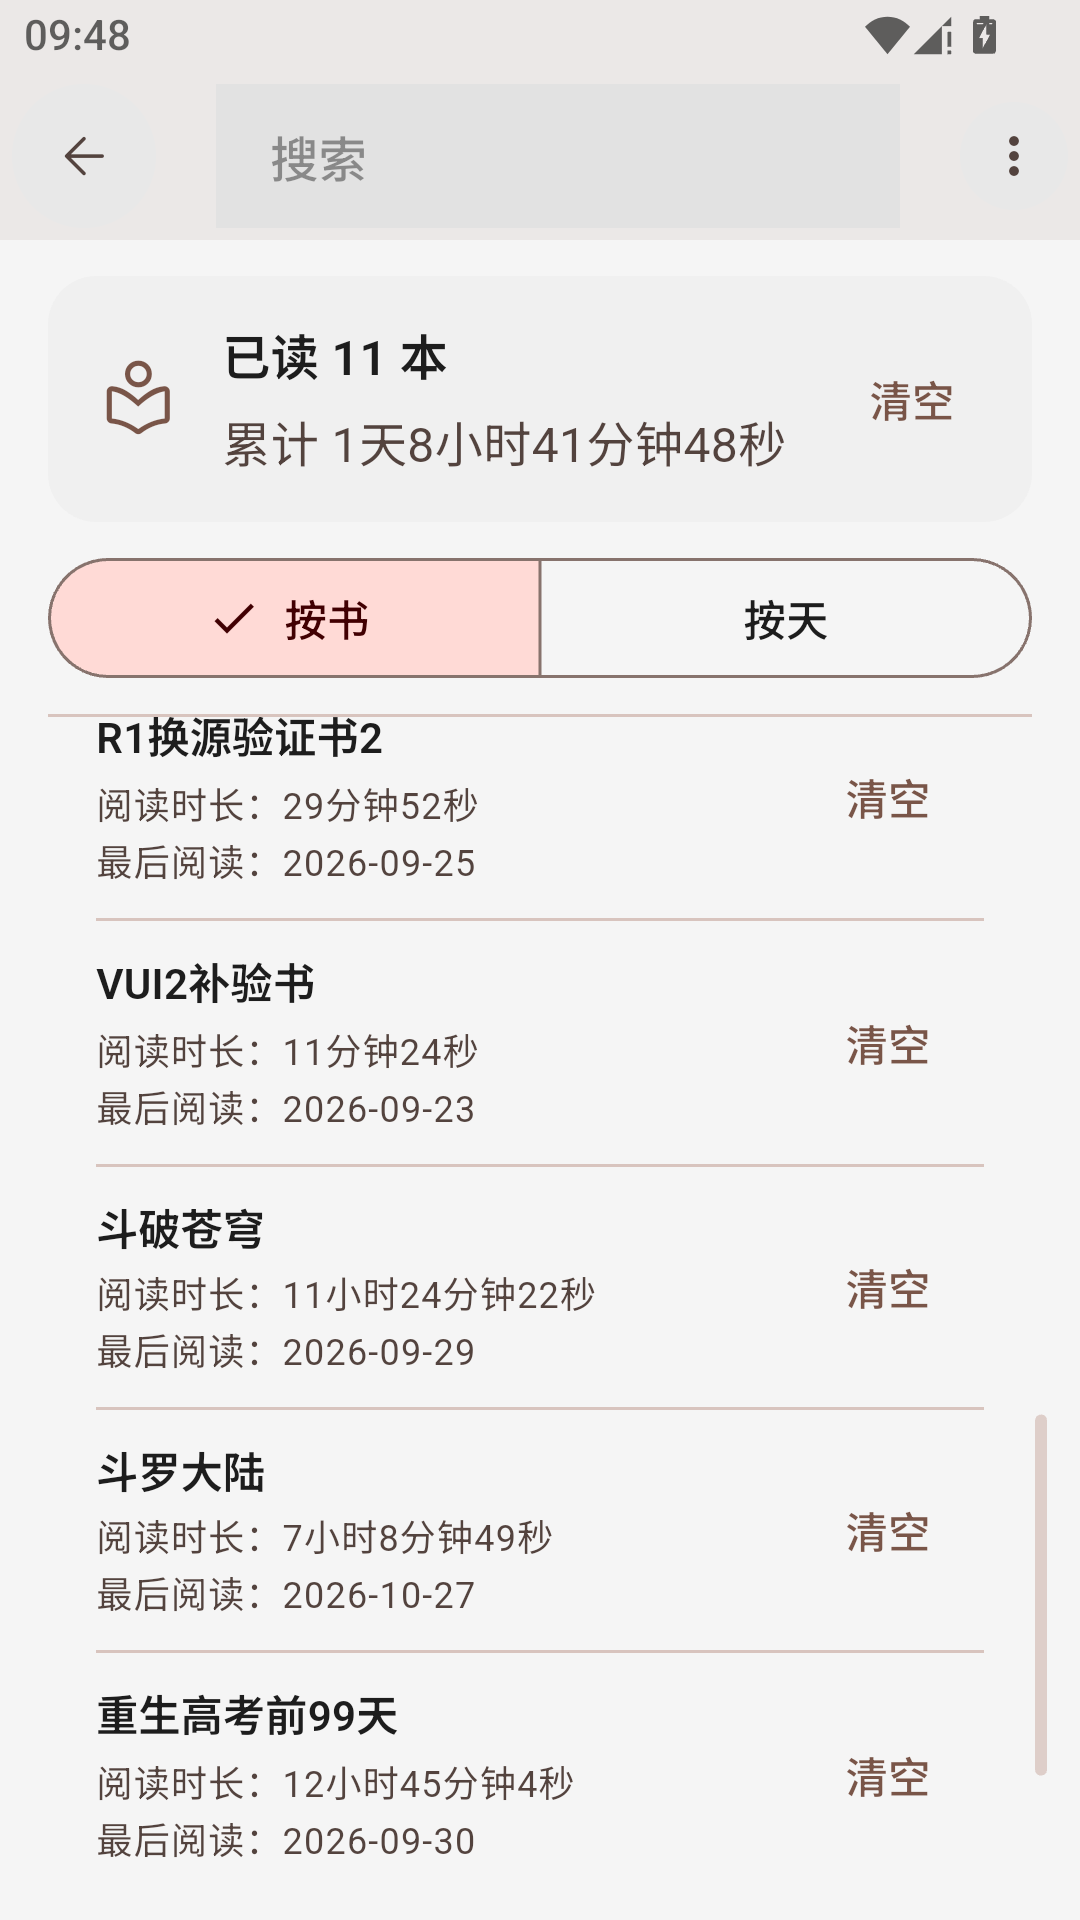 09:48
搜索
已读 11 本
累计 1天8小时41分钟48秒
清空
按书
按天
R1换源验证书2
阅读时长：29分钟52秒
清空
最后阅读：2026-09-25
VUI2补验书
阅读时长：11分钟24秒
清空
最后阅读：2026-09-23
斗破苍穹
阅读时长：11小时24分钟22秒
清空
最后阅读：2026-09-29
斗罗大陆
阅读时长：7小时8分钟49秒
清空
最后阅读：2026-10-27
重生高考前99天
阅读时长：12小时45分钟4秒
清空
最后阅读：2026-09-30